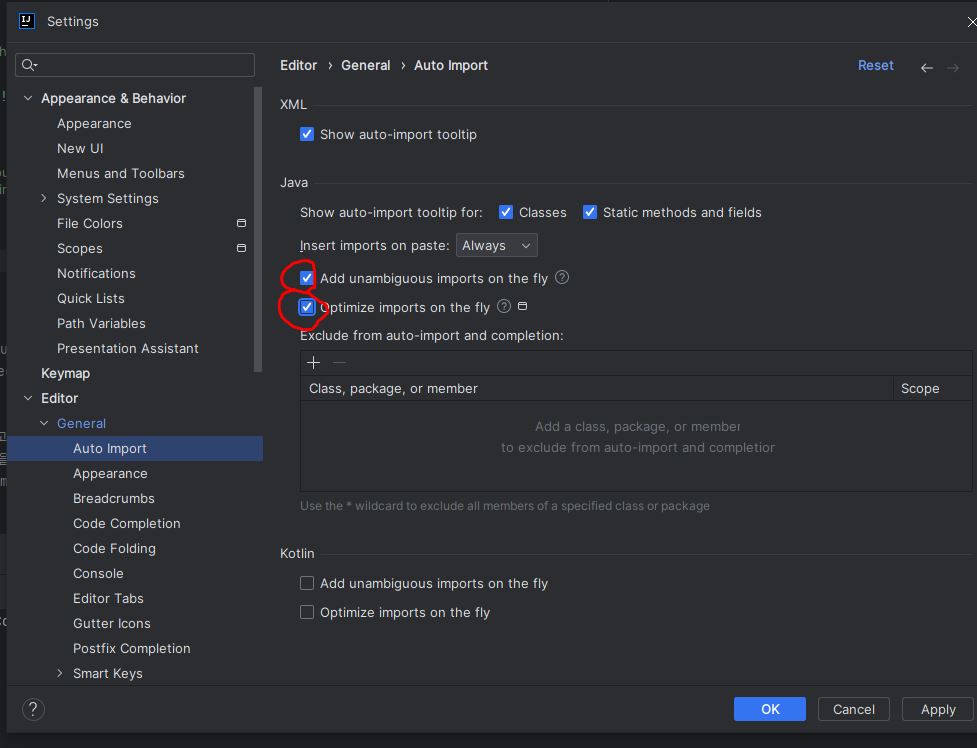 IJ
Settings
Editor › General › Auto Import
Reset
Appearance & Behavior
Appearance
New UI
Menus and Toolbars
System Settings
File Colors
Scopes
Notifications
Quick Lists
Path Variables
Presentation Assistant
Keymap
Editor
General
Auto Import
Appearance
Breadcrumbs
Code Completion
Code Folding
Console
Editor Tabs
Gutter Icons
Postfix Completion
Smart Keys
XML
Show auto-import tooltip
Java
Show auto-import tooltip for: Classes Static methods and fields
Insert imports on paste: Always
Add unambiguous imports on the fly ?
Optimize imports on the fly ?
Exclude from auto-import and completion:
+ −
Class, package, or member Scope
Add a class, package, or member
to exclude from auto-import and completion
Use the * wildcard to exclude all members of a specified class or package
Kotlin
Add unambiguous imports on the fly
Optimize imports on the fly
?
OK Cancel Apply